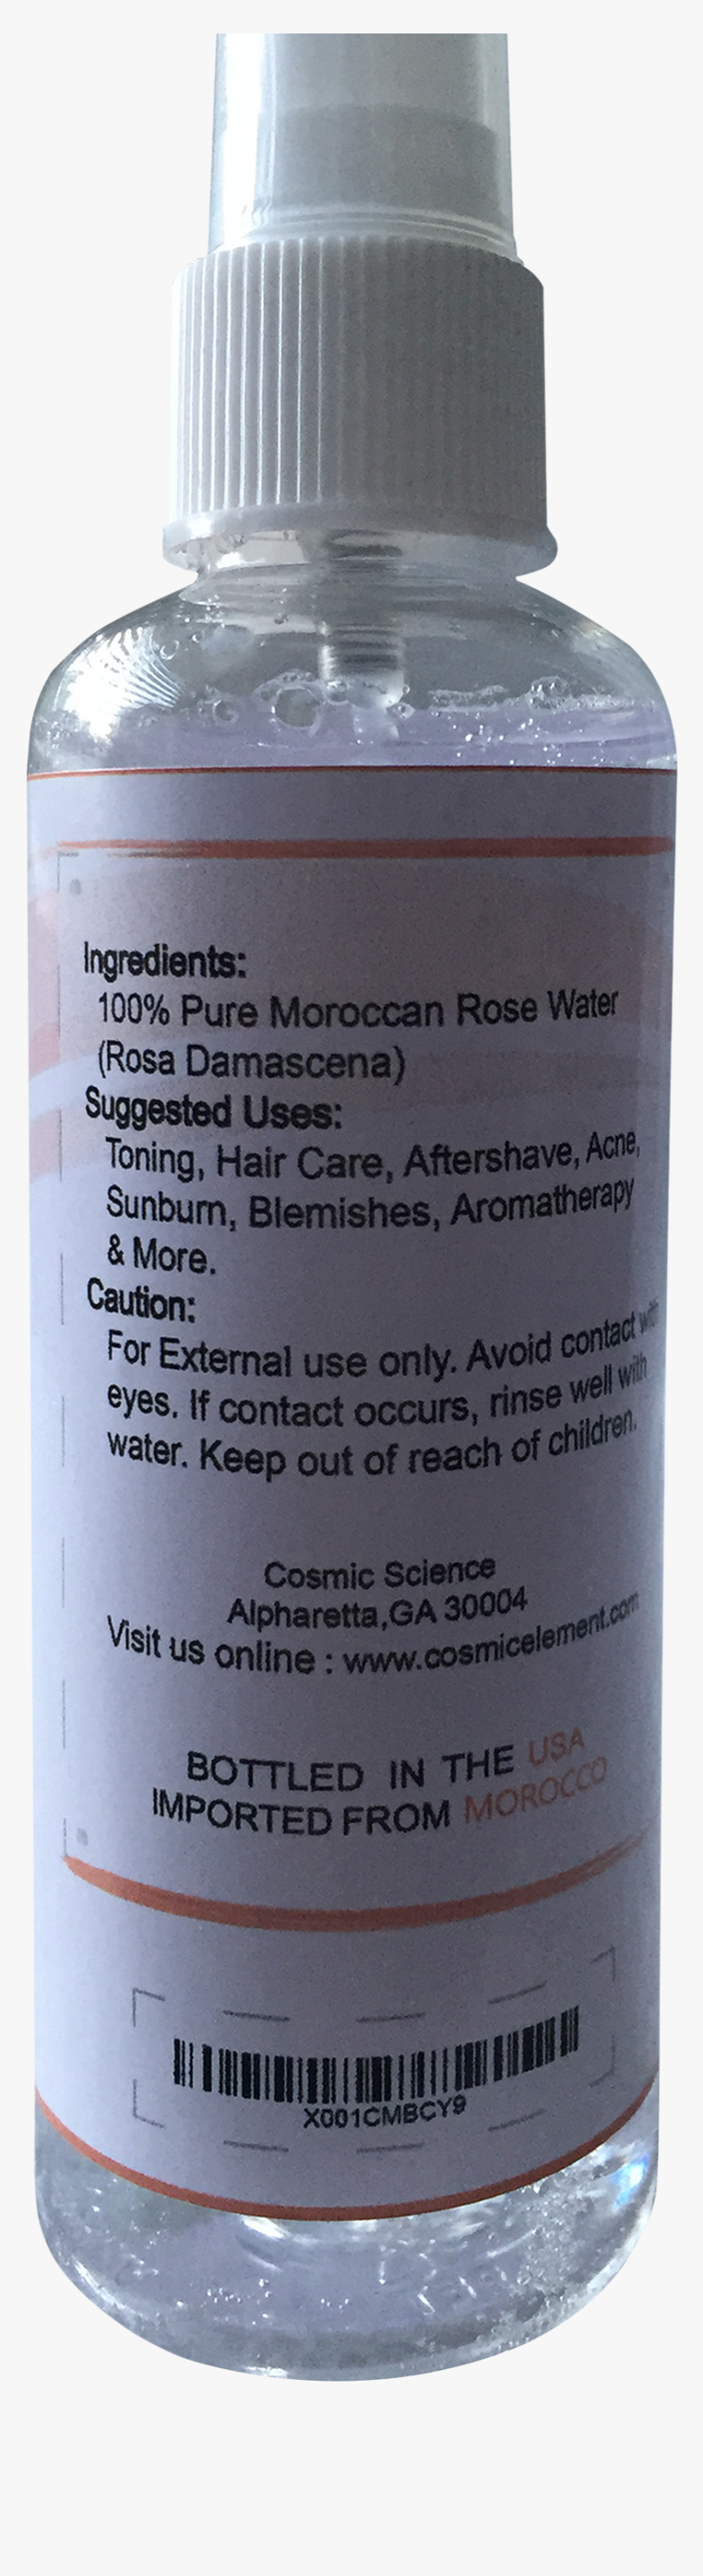 Ingredients:
100% Pure Moroccan Rose Water
(Rosa Damascena)
Suggested Uses:
Toning, Hair Care, Aftershave, Acne,
Sunburn, Blemishes, Aromatherapy
& More.
Caution:
For External use only. Avoid contact with
eyes. If contact occurs, rinse well with
water. Keep out of reach of children.
Cosmic Science
Alpharetta,GA 30004
Visit us online : www.cosmicelement.com
BOTTLED IN THE USA
IMPORTED FROM MOROCCO
X001CMBCY9